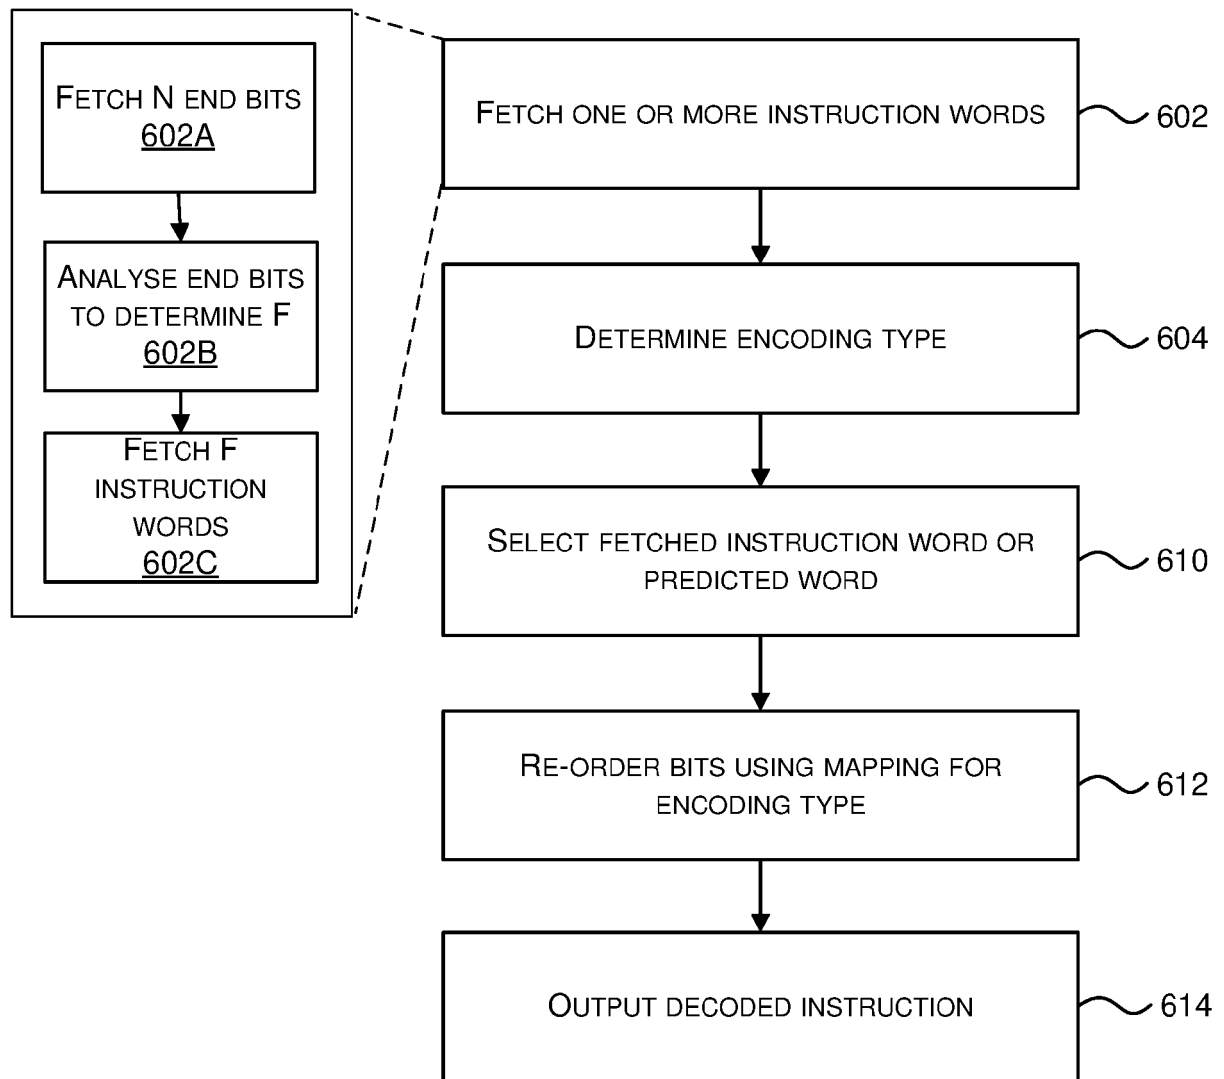 FETCH N END BITS
602A
ANALYSE END BITS
TO DETERMINE F
602B
FETCH F
INSTRUCTION
WORDS
602C
FETCH ONE OR MORE INSTRUCTION WORDS
602
DETERMINE ENCODING TYPE
604
SELECT FETCHED INSTRUCTION WORD OR
PREDICTED WORD
610
RE-ORDER BITS USING MAPPING FOR
ENCODING TYPE
612
OUTPUT DECODED INSTRUCTION
614